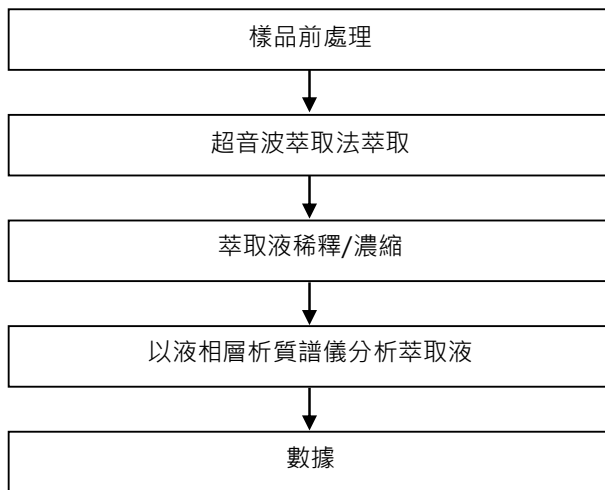 樣品前處理
超音波萃取法萃取
萃取液稀釋/濃縮
以液相層析質譜儀分析萃取液
數據